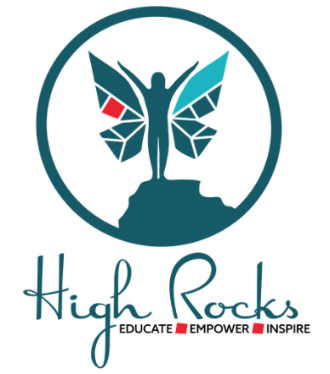 High Rocks
EDUCATE EMPOWER INSPIRE